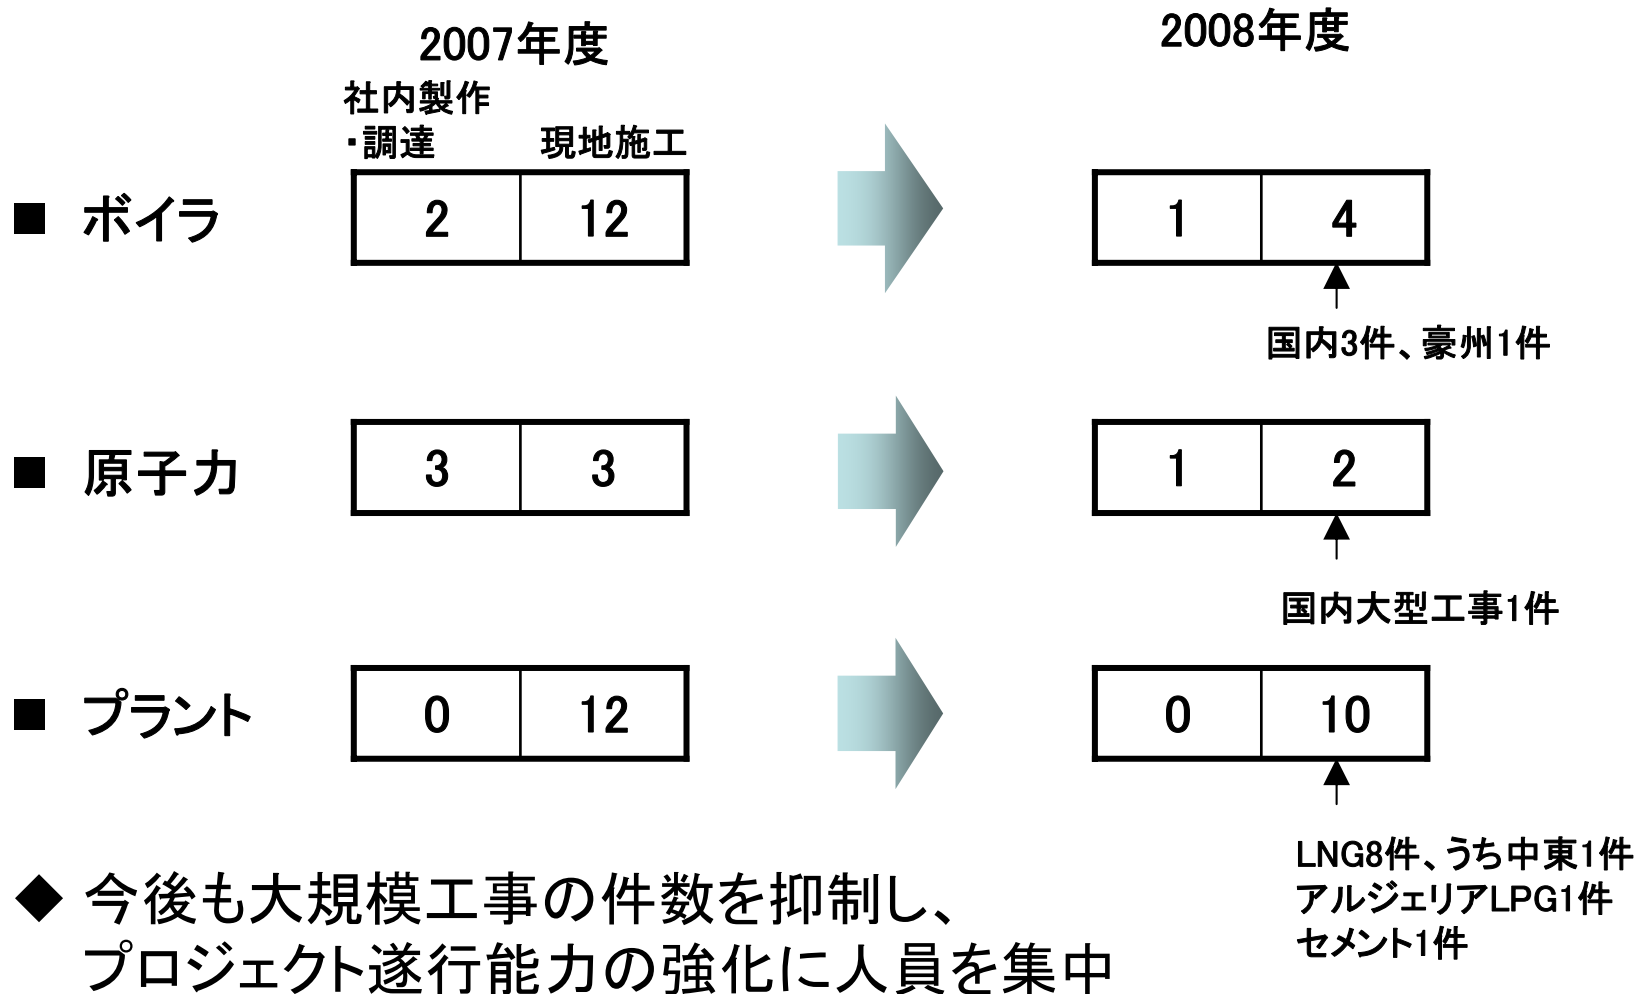 2007年度
2008年度
社内製作
・調達 現地施工
■ ボイラ 2 12 1 4
国内3件、豪州1件
■ 原子力 3 3 1 2
国内大型工事1件
■ プラント 0 12 0 10
LNG8件、うち中東1件
アルジェリアLPG1件
セメント1件
◆ 今後も大規模工事の件数を抑制し、
プロジェクト遂行能力の強化に人員を集中